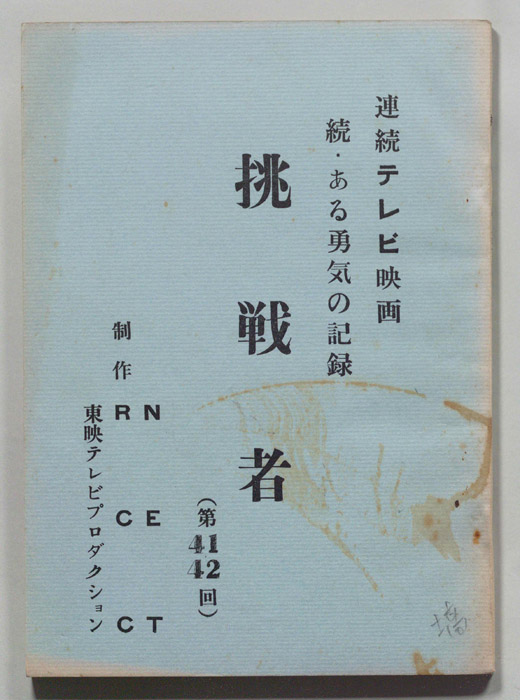 連続テレビ映画
続・ある勇気の記録
挑戦者
（第41 42回）
制作
NET
RCC
東映テレビプロダクション